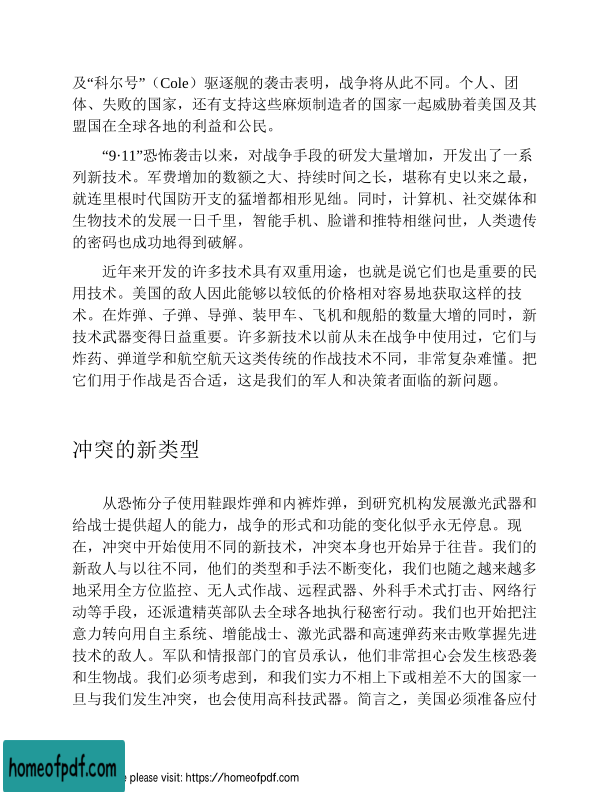 及“科尔号”（Cole）驱逐舰的袭击表明，战争将从此不同。个人、团
体、失败的国家，还有支持这些麻烦制造者的国家一起威胁着美国及其
盟国在全球各地的利益和公民。
“9·11”恐怖袭击以来，对战争手段的研发大量增加，开发出了一系
列新技术。军费增加的数额之大、持续时间之长，堪称有史以来之最，
就连里根时代国防开支的猛增都相形见绌。同时，计算机、社交媒体和
生物技术的发展一日千里，智能手机、脸谱和推特相继问世，人类遗传
的密码也成功地得到破解。
近年来开发的许多技术具有双重用途，也就是说它们也是重要的民
用技术。美国的敌人因此能够以较低的价格相对容易地获取这样的技
术。在炸弹、子弹、导弹、装甲车、飞机和舰船的数量大增的同时，新
技术武器变得日益重要。许多新技术以前从未在战争中使用过，它们与
炸药、弹道学和航空航天这类传统的作战技术不同，非常复杂难懂。把
它们用于作战是否合适，这是我们的军人和决策者面临的新问题。
冲突的新类型
从恐怖分子使用鞋跟炸弹和内裤炸弹，到研究机构发展激光武器和
给战士提供超人的能力，战争的形式和功能的变化似乎永无停息。现
在，冲突中开始使用不同的新技术，冲突本身也开始异于往昔。我们的
新敌人与以往不同，他们的类型和手法不断变化，我们也随之越来越多
地采用全方位监控、无人式作战、远程武器、外科手术式打击、网络行
动等手段，还派遣精英部队去全球各地执行秘密行动。我们也开始把注
意力转向用自主系统、增能战士、激光武器和高速弹药来击败掌握先进
技术的敌人。军队和情报部门的官员承认，他们非常担心会发生核恐袭
和生物战。我们必须考虑到，和我们实力不相上下或相差不大的国家一
旦与我们发生冲突，也会使用高科技武器。简言之，美国必须准备应付
homeofpdf.com
e please visit: https://homeofpdf.com